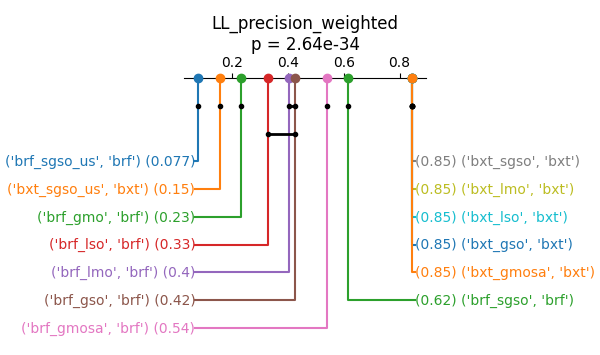 LL_precision_weighted
p = 2.64e-34
0.2 0.4 0.6 0.8
('brf_sgso_us', 'brf') (0.077)
(0.85) ('bxt_sgso', 'bxt')
('bxt_sgso_us', 'bxt') (0.15)
(0.85) ('bxt_lmo', 'bxt')
('brf_gmo', 'brf') (0.23)
(0.85) ('bxt_lso', 'bxt')
('brf_lso', 'brf') (0.33)
(0.85) ('bxt_gso', 'bxt')
('brf_lmo', 'brf') (0.4)
(0.85) ('bxt_gmosa', 'bxt')
('brf_gso', 'brf') (0.42)
(0.62) ('brf_sgso', 'brf')
('brf_gmosa', 'brf') (0.54)